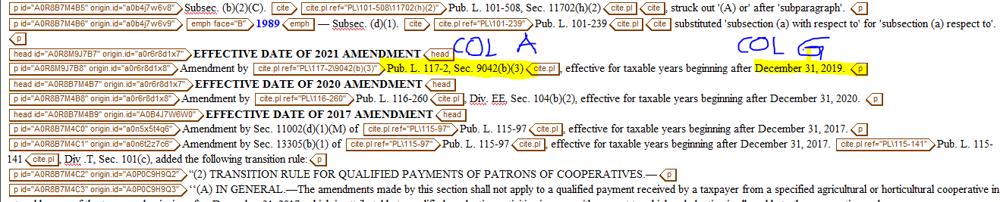 p id="A0R8B7M4B5" origin.id="a0b4j7w6v8" Subsec. (b)(2)(C). cite cite.pl ref="PL\101-508\11702(h)(2)" Pub. L. 101-508, Sec. 11702(h)(2) cite.pl cite , struck out '(A) or' after 'subparagraph'. p
p id="A0R8B7M4B6" origin.id="a0b4j7w6v9" emph face="B" 1989 emph — Subsec. (d)(1). cite cite.pl ref="PL\101-239" Pub. L. 101-239 cite.pl cite substituted 'subsection (a) with respect to' for 'subsection (a) respect to'.
p
COL A COL G
head id="A0R8M9J7B7" origin.id="a0r6r8d1x7" EFFECTIVE DATE OF 2021 AMENDMENT head
p id="A0R8M9J7B8" origin.id="a0r6r8d1x8" Amendment by cite.pl ref="PL\117-2\9042(b)(3)" Pub. L. 117-2, Sec. 9042(b)(3) cite.pl , effective for taxable years beginning after December 31, 2019. p
head id="A0R8B7M4B7" origin.id="a0r6r8d1x7" EFFECTIVE DATE OF 2020 AMENDMENT head
p id="A0R8B7M4B8" origin.id="a0r6r8d1x8" Amendment by cite.pl ref="PL\116-260" Pub. L. 116-260 cite.pl , Div. EE, Sec. 104(b)(2), effective for taxable years beginning after December 31, 2020. p
head id="A0R8B7M4B9" origin.id="A0B4J7W6W0" EFFECTIVE DATE OF 2017 AMENDMENT head
p id="A0R8B7M4C0" origin.id="a0n5x5t4q6" Amendment by Sec. 11002(d)(1)(M) of cite.pl ref="PL\115-97" Pub. L. 115-97 cite.pl , effective for taxable years beginning after December 31, 2017. p
p id="A0R8B7M4C1" origin.id="a0n6t2z7c6" Amendment by Sec. 13305(b)(1) of cite.pl ref="PL\115-97" Pub. L. 115-97 cite.pl , effective for taxable years beginning after December 31, 2017. cite.pl ref="PL\115-141" Pub. L. 115-
141 cite.pl , Div .T, Sec. 101(c), added the following transition rule: p
p id="A0R8B7M4C2" origin.id="A0P0C9H9Q2" “(2) TRANSITION RULE FOR QUALIFIED PAYMENTS OF PATRONS OF COOPERATIVES.— p
p id="A0R8B7M4C3" origin.id="A0P0C9H9Q3" ‘‘(A) IN GENERAL.—The amendments made by this section shall not apply to a qualified payment received by a taxpayer from a specified agricultural or horticultural cooperative in